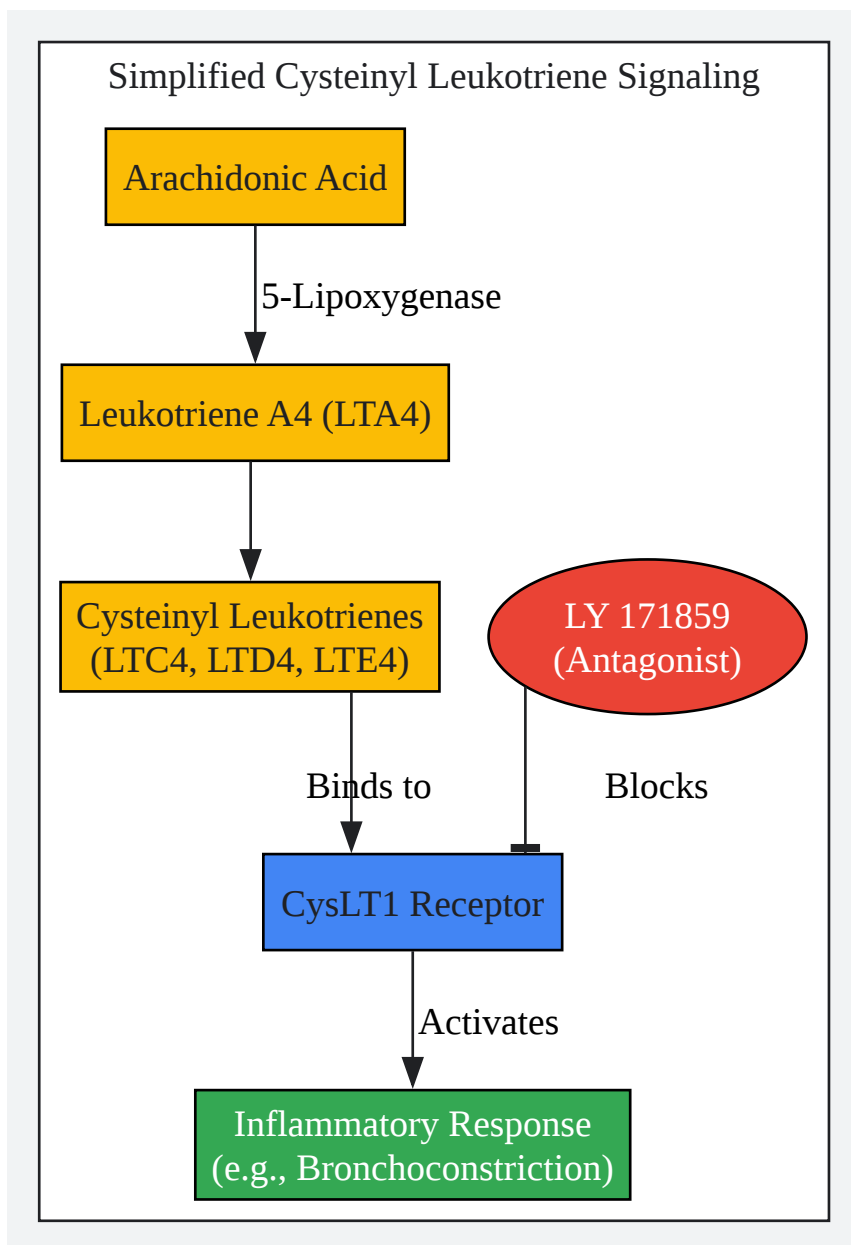 Simplified Cysteinyl Leukotriene Signaling
Arachidonic Acid
5-Lipoxygenase
Leukotriene A4 (LTA4)
Cysteinyl Leukotrienes
(LTC4, LTD4, LTE4)
LY 171859
(Antagonist)
Binds to
Blocks
CysLT1 Receptor
Activates
Inflammatory Response
(e.g., Bronchoconstriction)